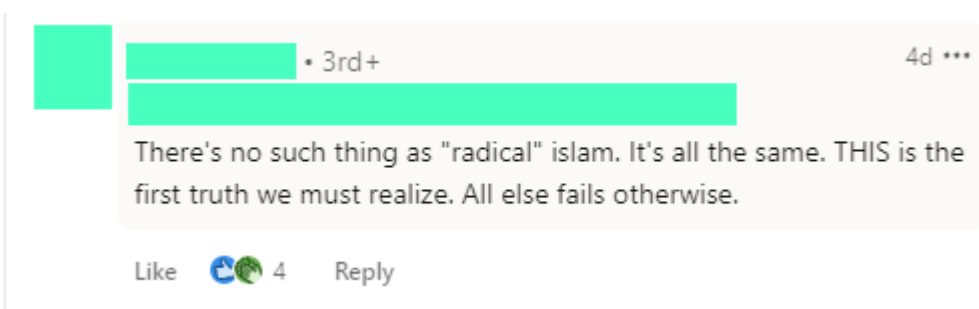 • 3rd+ 4d •••
There's no such thing as "radical" islam. It's all the same. THIS is the
first truth we must realize. All else fails otherwise.
Like 4 Reply